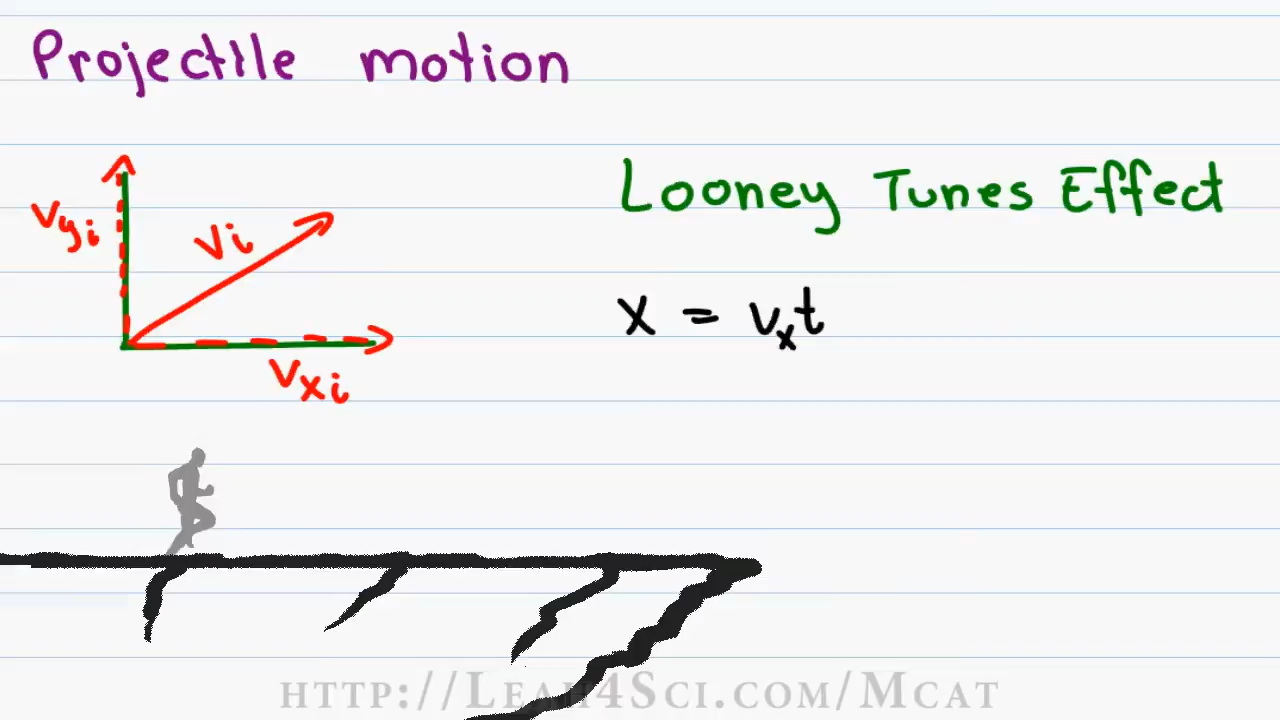 Projectile motion
Looney Tunes Effect
vyi
vi
x = vxt
vxi
HTTP://LEAH4SCI.COM/MCAT